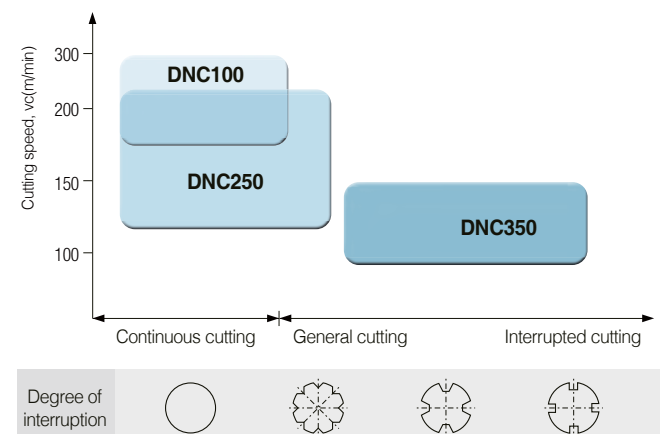 Cutting speed, vc(m/min)
300
200
150
100
DNC100
DNC250
DNC350
Continuous cutting
General cutting
Interrupted cutting
Degree of
interruption